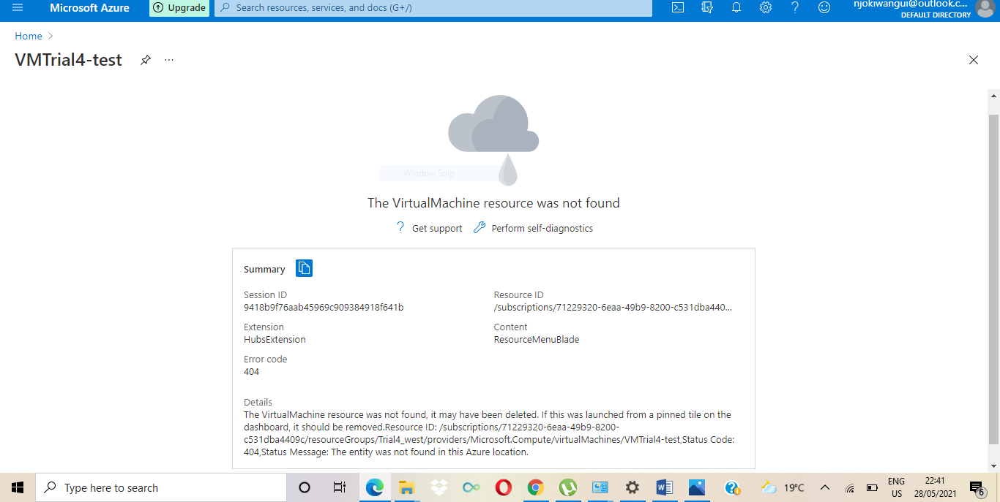 Microsoft Azure
Upgrade
Search resources, services, and docs (G+/)
njokiwangui@outlook.c...
DEFAULT DIRECTORY
Home
VMTrial4-test
Window Snip
The VirtualMachine resource was not found
Get support
Perform self-diagnostics
Summary
Session ID
9418b9f76aab45969c909384918f641b
Resource ID
/subscriptions/71229320-6eaa-49b9-8200-c531dba440...
Extension
HubsExtension
Content
ResourceMenuBlade
Error code
404
Details
The VirtualMachine resource was not found, it may have been deleted. If this was launched from a pinned tile on the
dashboard, it should be removed.Resource ID: /subscriptions/71229320-6eaa-49b9-8200-
c531dba4409c/resourceGroups/Trial4_west/providers/Microsoft.Compute/virtualMachines/VMTrial4-test,Status Code:
404,Status Message: The entity was not found in this Azure location.
Type here to search
19°C
ENG
US
22:41
28/05/2021
6